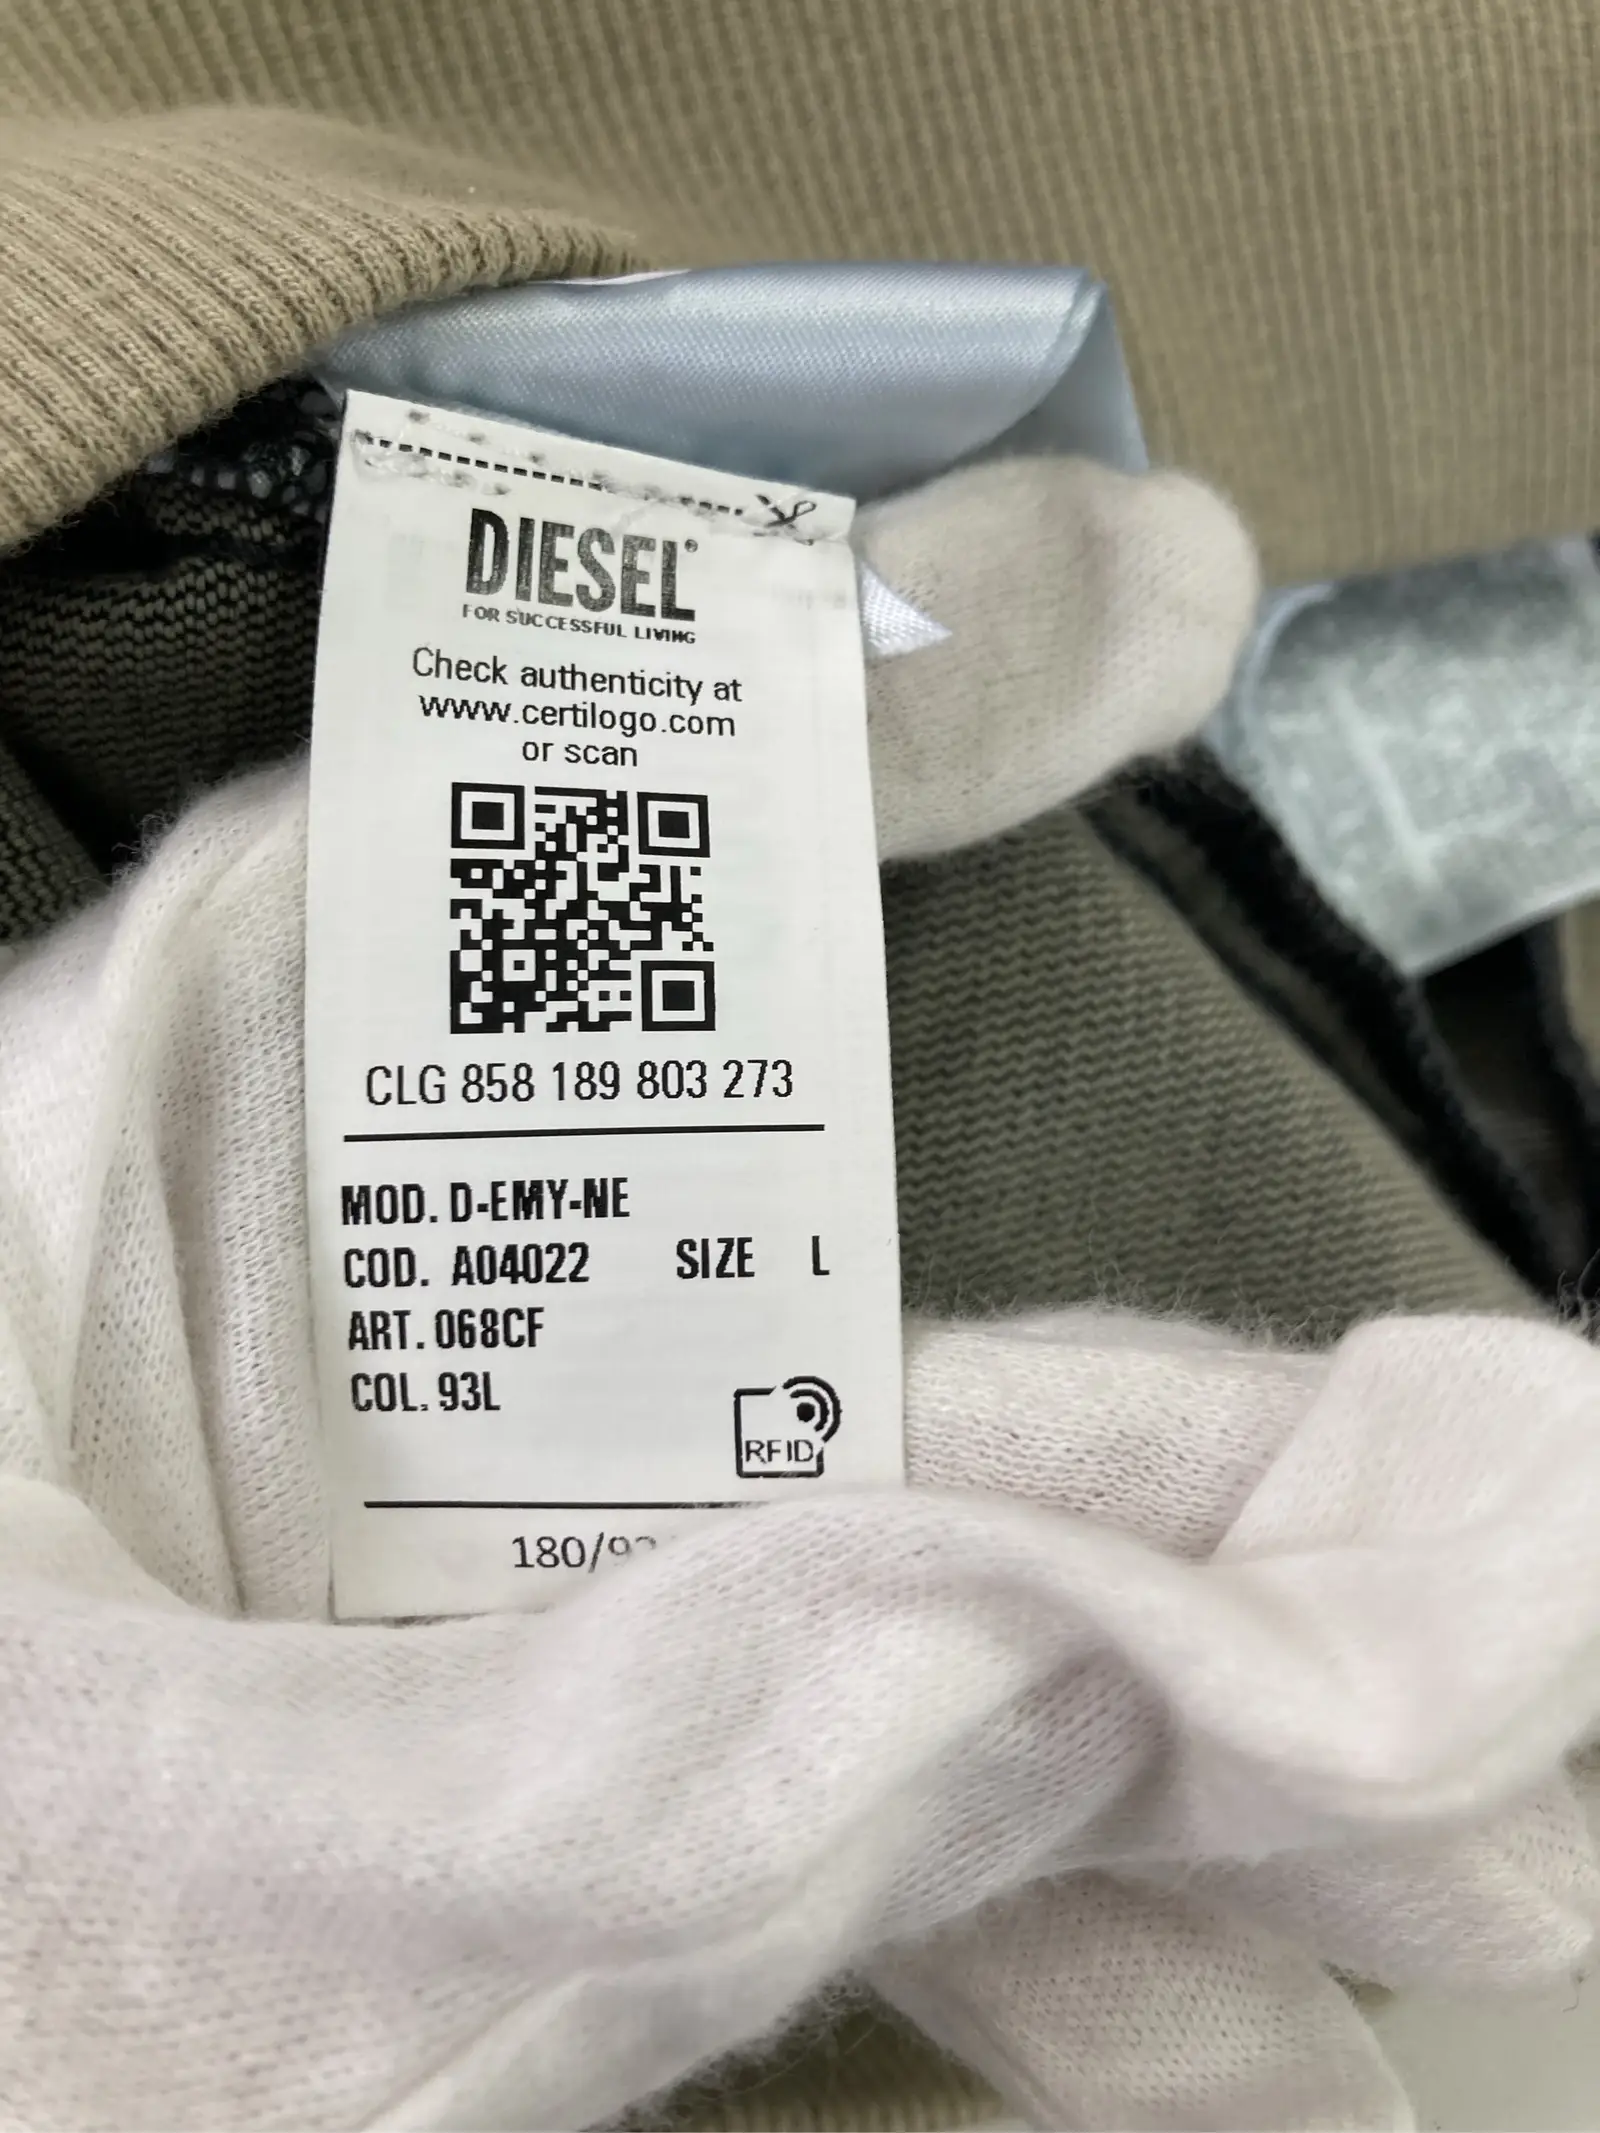 DIESEL®
FOR SUCCESSFUL LIVING
Check authenticity at
www.certilogo.com
or scan
CLG 858 189 803 273
MOD. D-EMY-NE
COD. A04022 SIZE L
ART. 068CF
COL. 93L
RFID